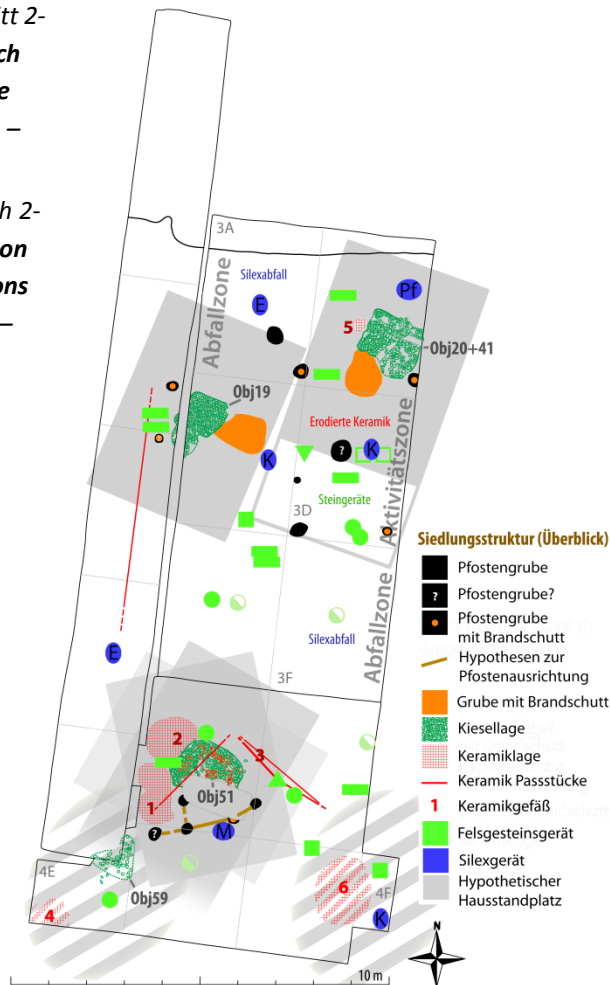 itt 2-
ch
e
–
h 2-
on
ons
–
3A
Silexabfall
E
Pf
Abfallzone
5
Obj20+41
Obj19
Erodierte Keramik
?
K
K
Aktivitätszone
Steingeräte
3D
Silexabfall
Abfallzone
E
3F
2
3
Obj51
1
?
M
4E
Obj59
4
6
4F
K
N
10 m
Siedlungsstruktur (Überblick)
Pfostengrube
? Pfostengrube?
Pfostengrube
mit Brandschutt
Hypothesen zur
Pfostenausrichtung
Grube mit Brandschutt
Kiesellage
Keramiklage
Keramik Passstücke
1 Keramikgefäß
Felsgesteinsgerät
Silexgerät
Hypothetischer
Hausstandplatz